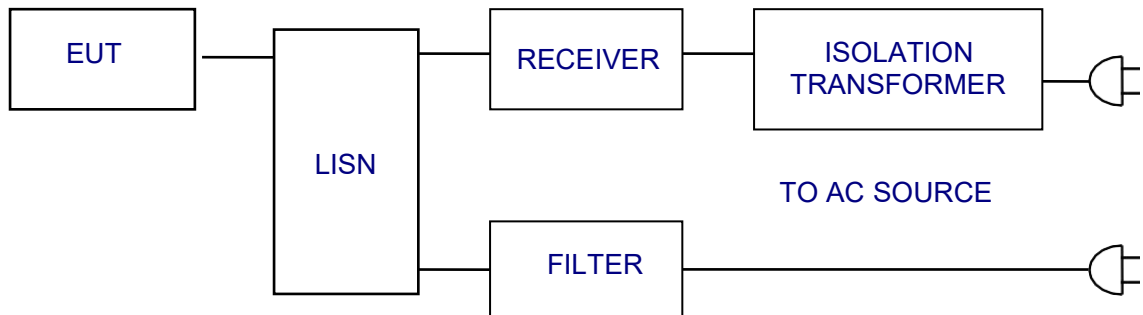 EUT
RECEIVER
ISOLATION
TRANSFORMER
LISN
TO AC SOURCE
FILTER